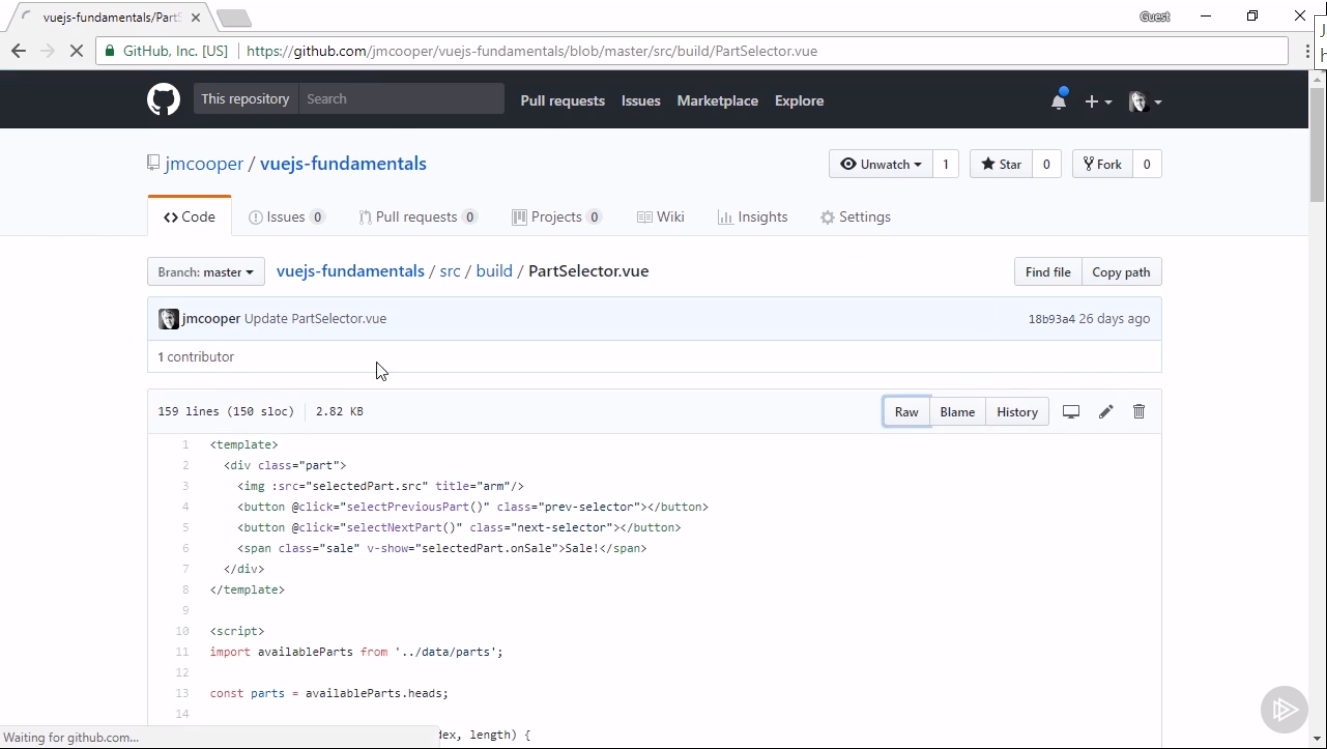 vuejs-fundamentals/Part
Guest
GitHub, Inc. [US] https://github.com/jmcooper/vuejs-fundamentals/blob/master/src/build/PartSelector.vue
This repository Search Pull requests Issues Marketplace Explore
jmcooper / vuejs-fundamentals
Unwatch 1 Star 0 Fork 0
Code Issues 0 Pull requests 0 Projects 0 Wiki Insights Settings
Branch: master vuejs-fundamentals / src / build / PartSelector.vue Find file Copy path
jmcooper Update PartSelector.vue 18b93a4 26 days ago
1 contributor
159 lines (150 sloc) 2.82 KB Raw Blame History
1 <template>
2 <div class="part">
3 <img :src="selectedPart.src" title="arm"/>
4 <button @click="selectPreviousPart()" class="prev-selector"></button>
5 <button @click="selectNextPart()" class="next-selector"></button>
6 <span class="sale" v-show="selectedPart.onSale">Sale!</span>
7 </div>
8 </template>
9
10 <script>
11 import availableParts from '../data/parts';
12
13 const parts = availableParts.heads;
14
dex, length) {
Waiting for github.com...